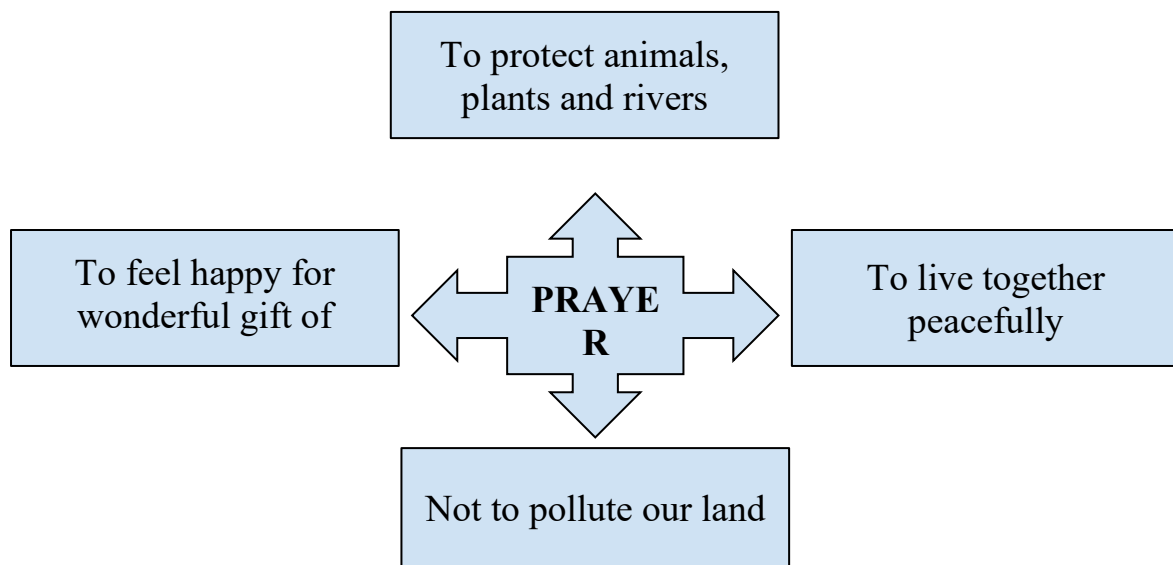 To protect animals,
plants and rivers
To feel happy for
wonderful gift of
PRAYE
R
To live together
peacefully
Not to pollute our land